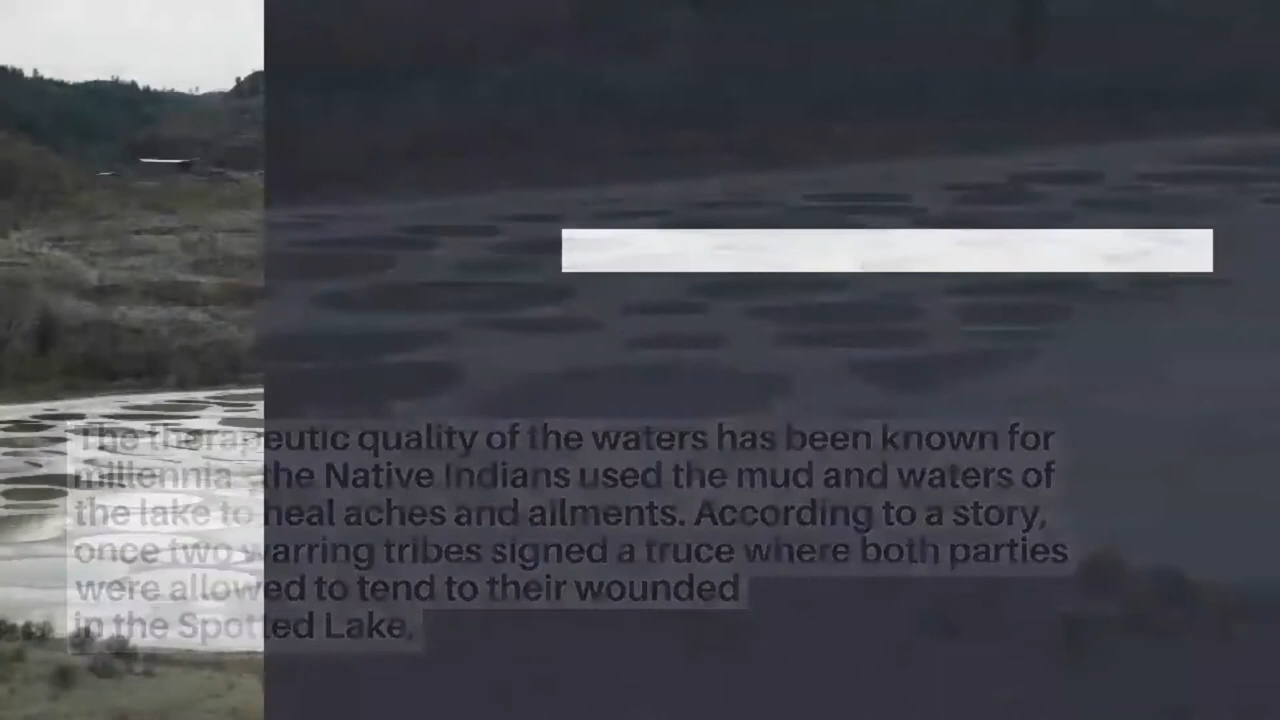 The therapeutic quality of the waters has been known for
millennia - the Native Indians used the mud and waters of
the lake to heal aches and ailments. According to a story,
once two warring tribes signed a truce where both parties
were allowed to tend to their wounded
in the Spotted Lake.